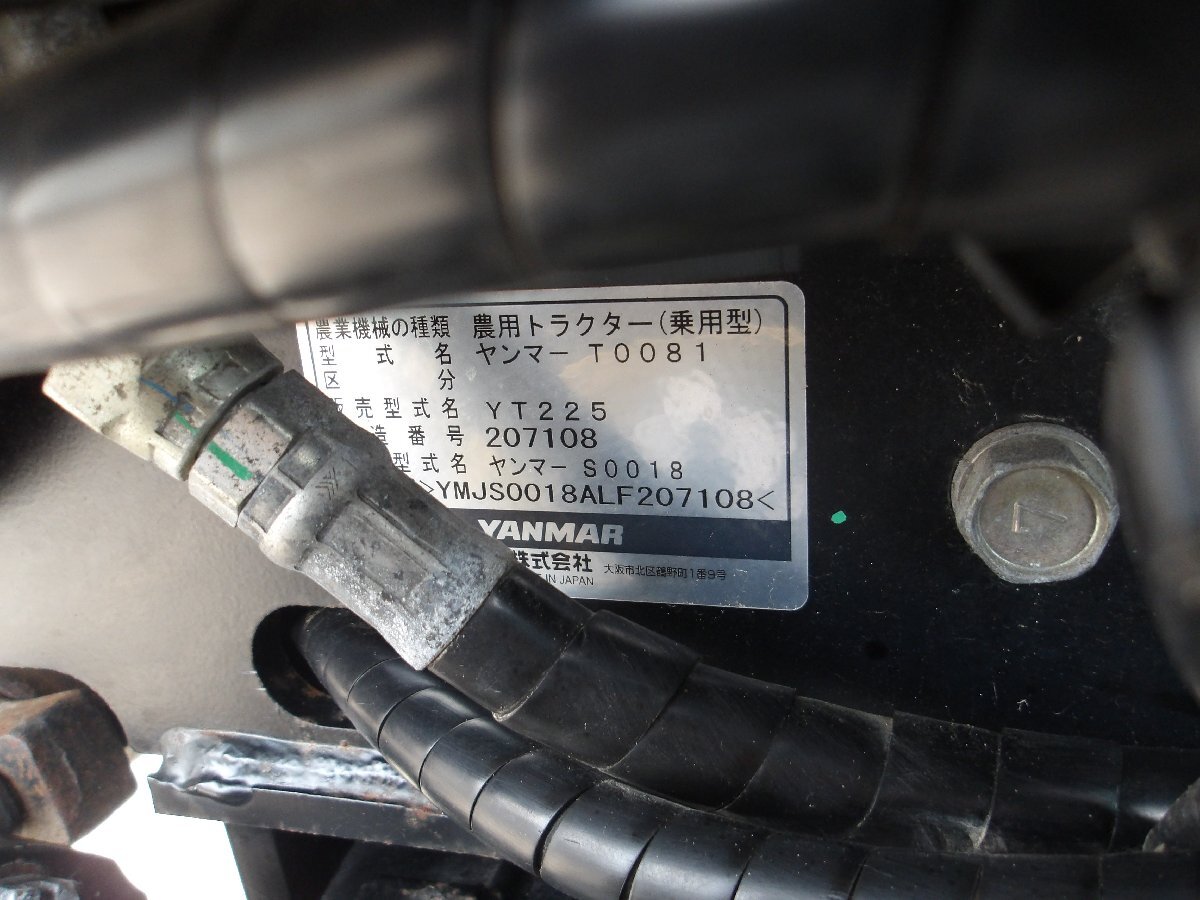 農業機械の種類 農用トラクター(乗用型)
型式名 ヤンマー T0081
区分
販売型式名 YT225
造番号 207108
型式名 ヤンマー S0018
>YMJS0018ALF207108<
YANMAR
株式会社 大阪市北区鶴野町1番9号
IN JAPAN